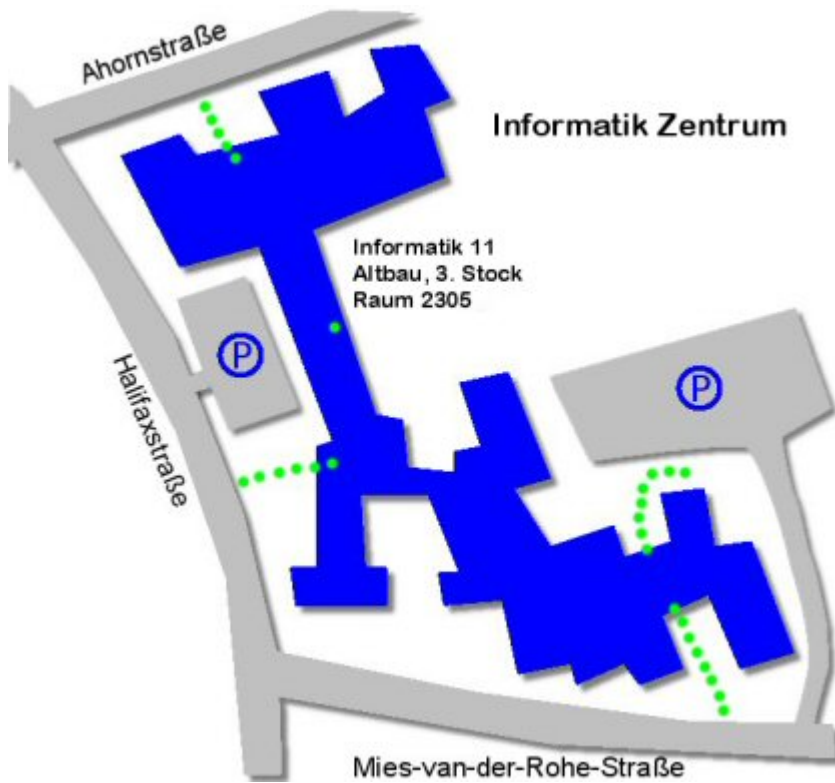 Ahornstraße
Informatik Zentrum
Informatik 11
Altbau, 3. Stock
Raum 2305
P
P
Halifaxstraße
Mies-van-der-Rohe-Straße